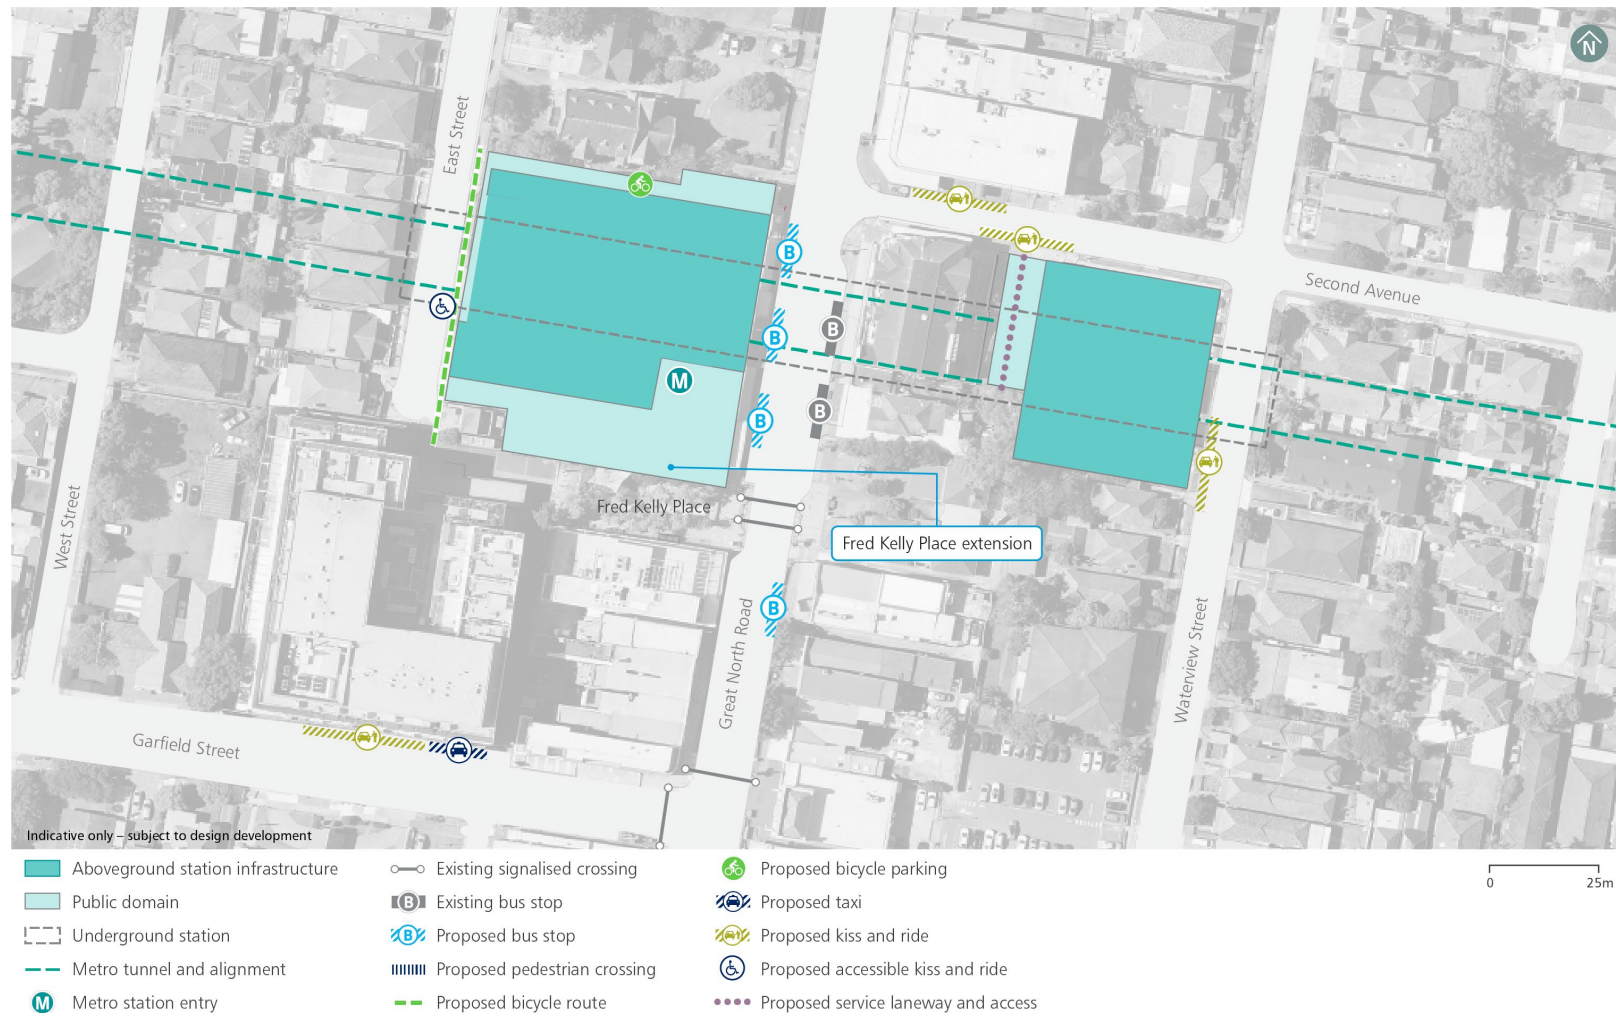 N
East Street
B
Second Avenue
B
B
M
B
B
West Street
Fred Kelly Place
Fred Kelly Place extension
B
Great North Road
Waterview Street
Garfield Street
Indicative only – subject to design development
Aboveground station infrastructure
Public domain
Underground station
Metro tunnel and alignment
M Metro station entry
Existing signalised crossing
B Existing bus stop
B Proposed bus stop
Proposed pedestrian crossing
Proposed bicycle route
Proposed bicycle parking
Proposed taxi
Proposed kiss and ride
Proposed accessible kiss and ride
Proposed service laneway and access
0 25m